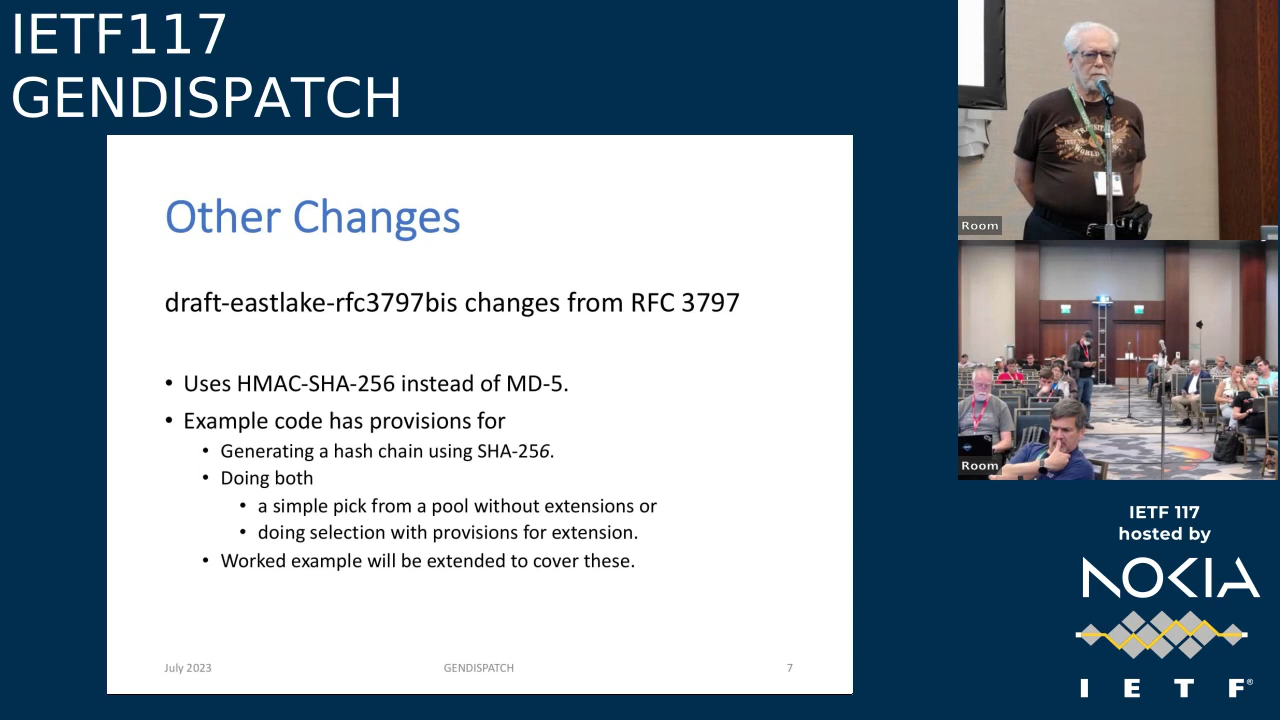 IETF117
GENDISPATCH
Other Changes
draft-eastlake-rfc3797bis changes from RFC 3797
• Uses HMAC-SHA-256 instead of MD-5.
• Example code has provisions for
• Generating a hash chain using SHA-256.
• Doing both
• a simple pick from a pool without extensions or
• doing selection with provisions for extension.
• Worked example will be extended to cover these.
July 2023
GENDISPATCH
7
Room
Room
IETF 117
hosted by
NOKIA
I E T F®